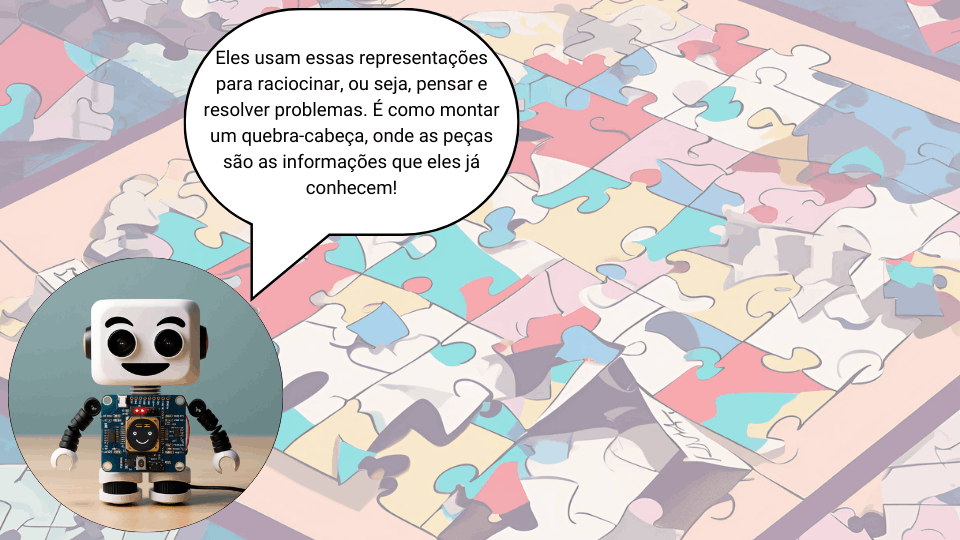 Eles usam essas representações
para raciocinar, ou seja, pensar e
resolver problemas. É como montar
um quebra-cabeça, onde as peças
são as informações que eles já
conhecem!